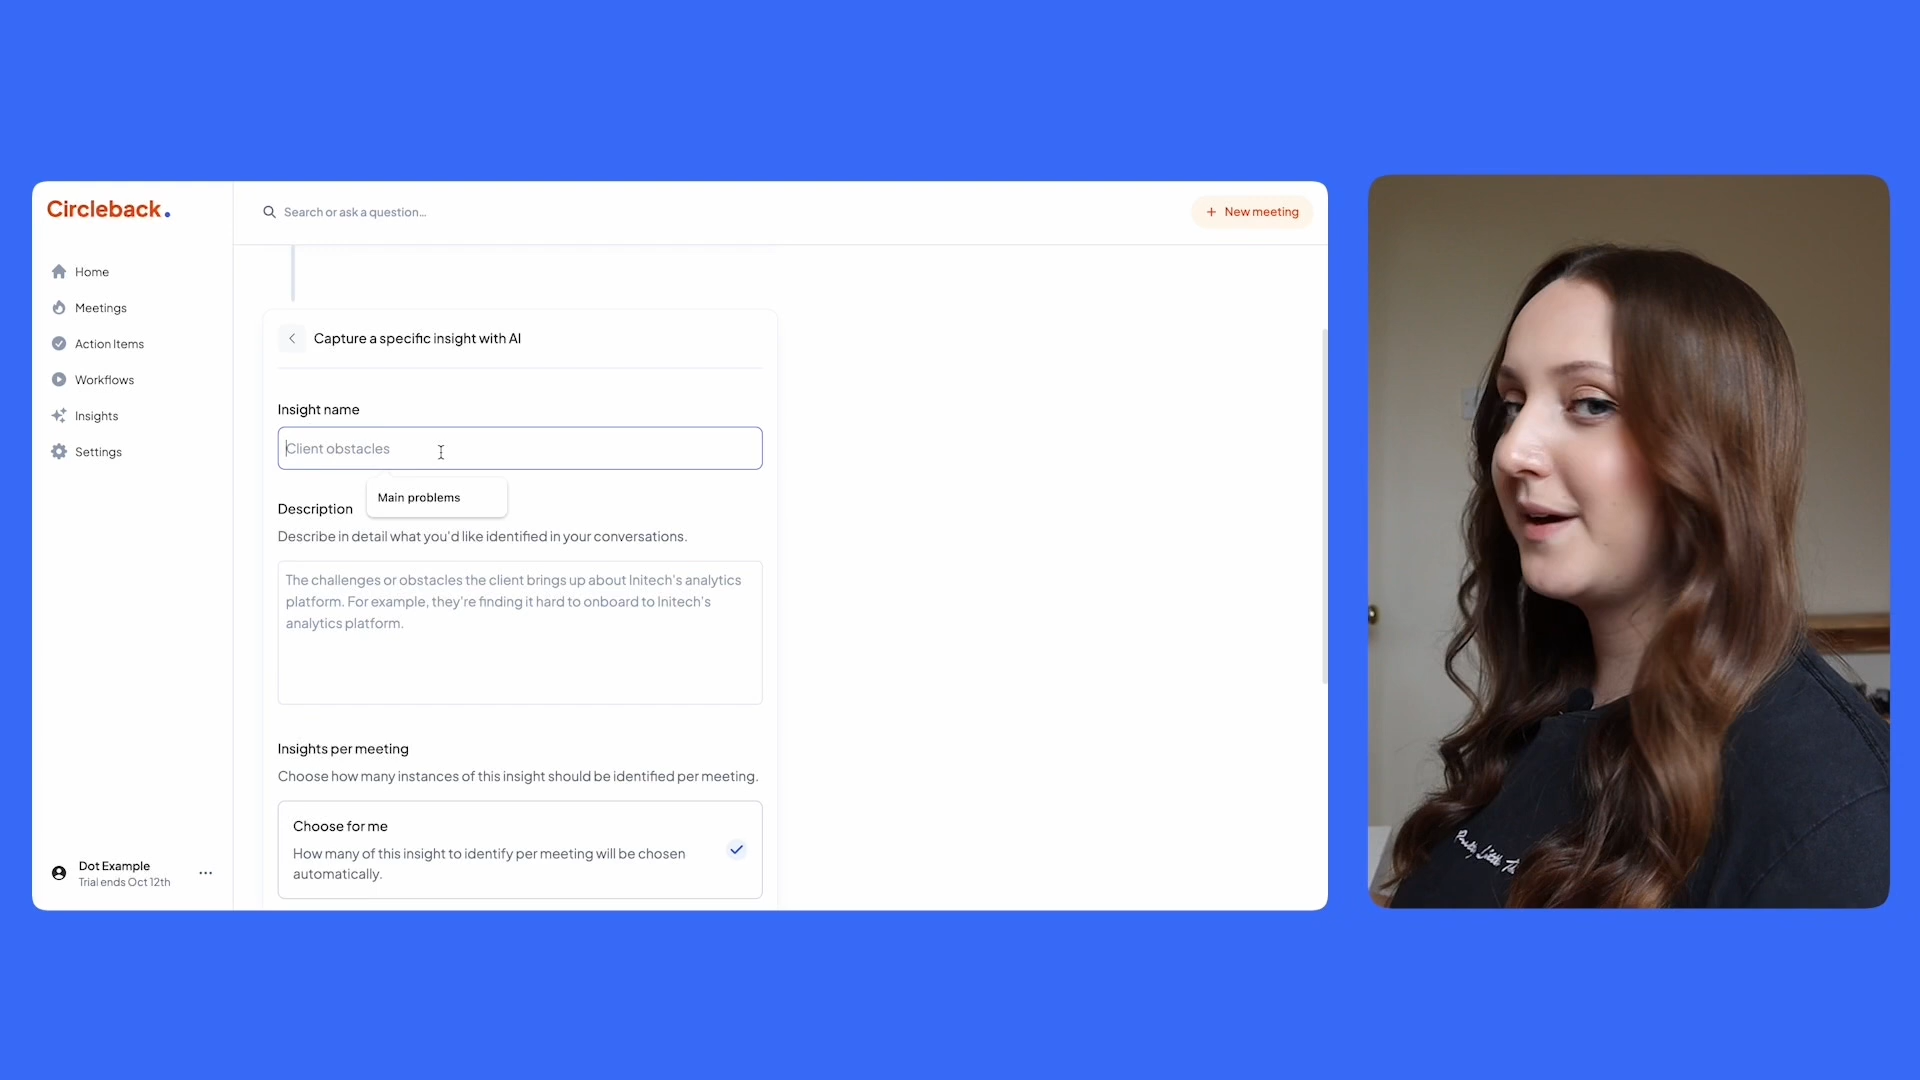 Circleback.
Search or ask a question...
+ New meeting
Home
Meetings
Action Items
Workflows
Insights
Settings
Capture a specific insight with AI
Insight name
Client obstacles
Main problems
Description
Describe in detail what you'd like identified in your conversations.
The challenges or obstacles the client brings up about Initech's analytics
platform. For example, they're finding it hard to onboard to Initech's
analytics platform.
Insights per meeting
Choose how many instances of this insight should be identified per meeting.
Choose for me
How many of this insight to identify per meeting will be chosen
automatically.
Dot Example
Trial ends Oct 12th
Pretty Little